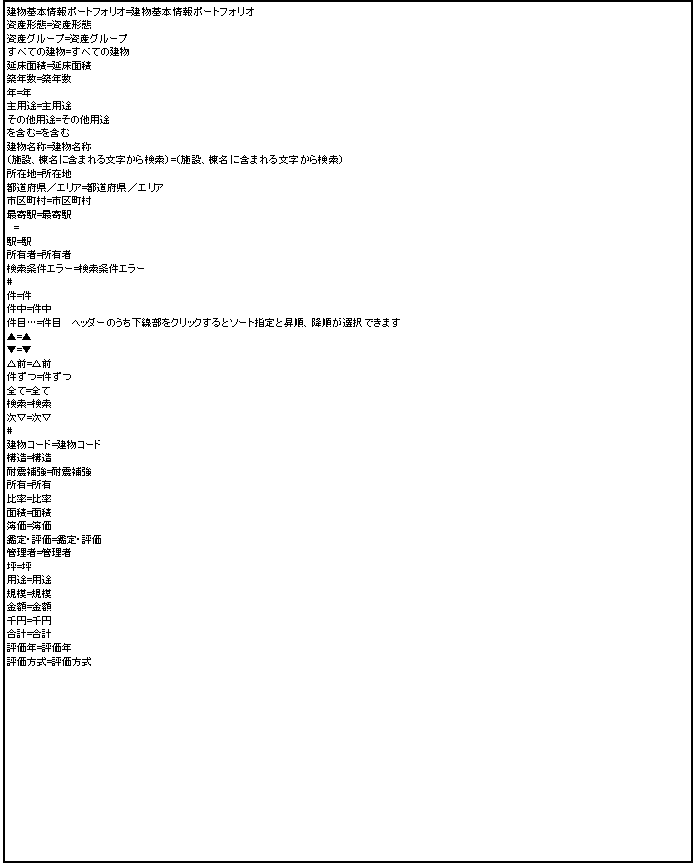 建物基本情報ポートフォリオ=建物基本情報ポートフォリオ
資産形態=資産形態
資産グループ=資産グループ
すべての建物=すべての建物
延床面積=延床面積
築年数=築年数
年=年
主用途=主用途
その他用途=その他用途
を含む=を含む
建物名称=建物名称
(施設、棟名に含まれる文字から検索)=(施設、棟名に含まれる文字から検索)
所在地=所在地
都道府県／エリア=都道府県／エリア
市区町村=市区町村
最寄駅=最寄駅
=
駅=駅
所有者=所有者
検索条件エラー=検索条件エラー
#
件=件
件中=件中
件目…=件目　ヘッダーのうち下線部をクリックするとソート指定と昇順、降順が選択できます
▲=▲
▼=▼
△前=△前
件ずつ=件ずつ
全て=全て
検索=検索
次▽=次▽
#
建物コード=建物コード
構造=構造
耐震補強=耐震補強
所有=所有
比率=比率
面積=面積
簿価=簿価
鑑定・評価=鑑定・評価
管理者=管理者
坪=坪
用途=用途
規模=規模
金額=金額
千円=千円
合計=合計
評価年=評価年
評価方式=評価方式